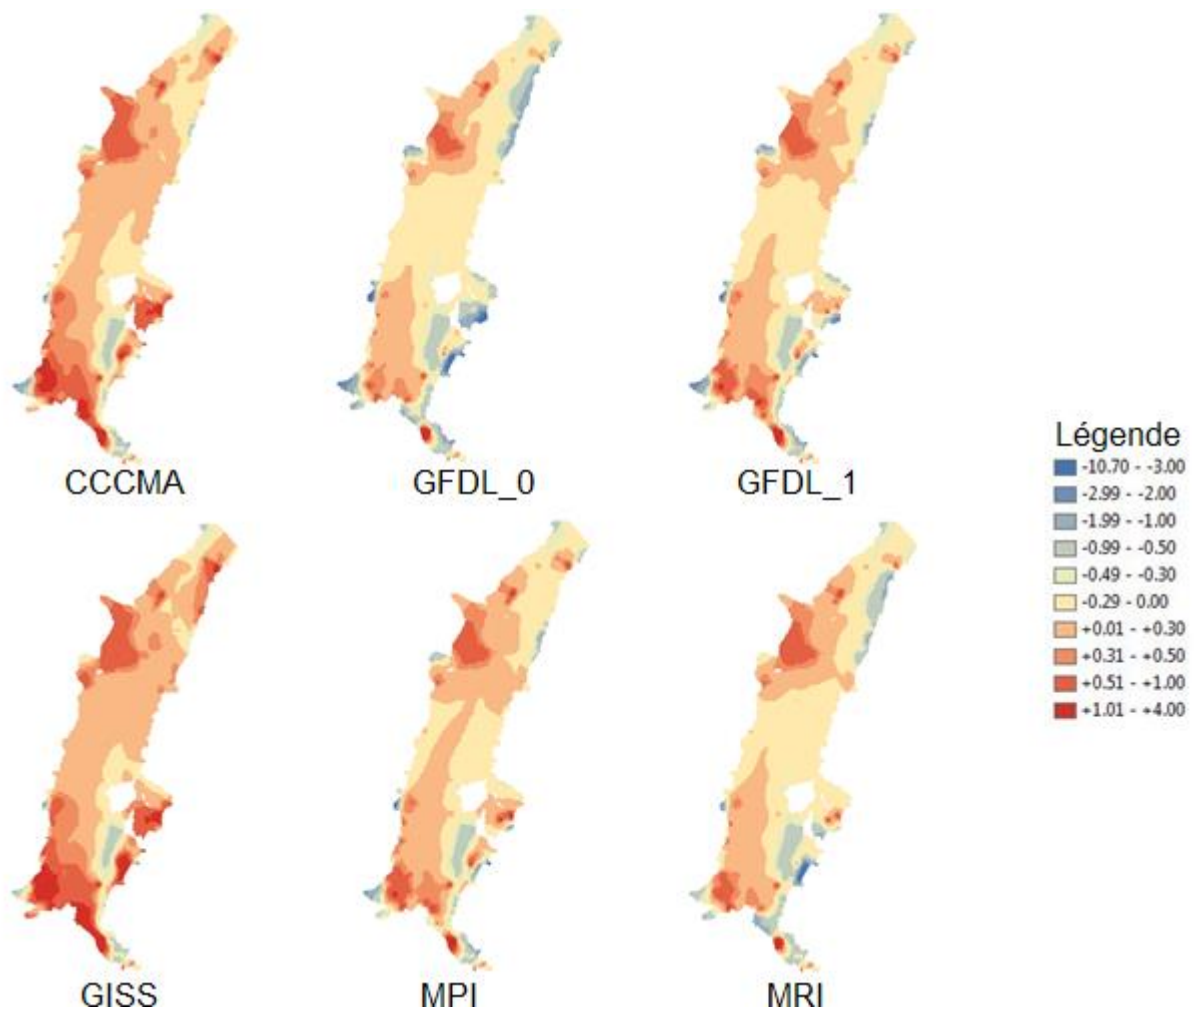 CCCMA
GFDL_0
GFDL_1
Légende
-10.70 - -3.00
-2.99 - -2.00
-1.99 - -1.00
-0.99 - -0.50
-0.49 - -0.30
-0.29 - 0.00
+0.01 - +0.30
+0.31 - +0.50
+0.51 - +1.00
+1.01 - +4.00
GISS
MPI
MRI